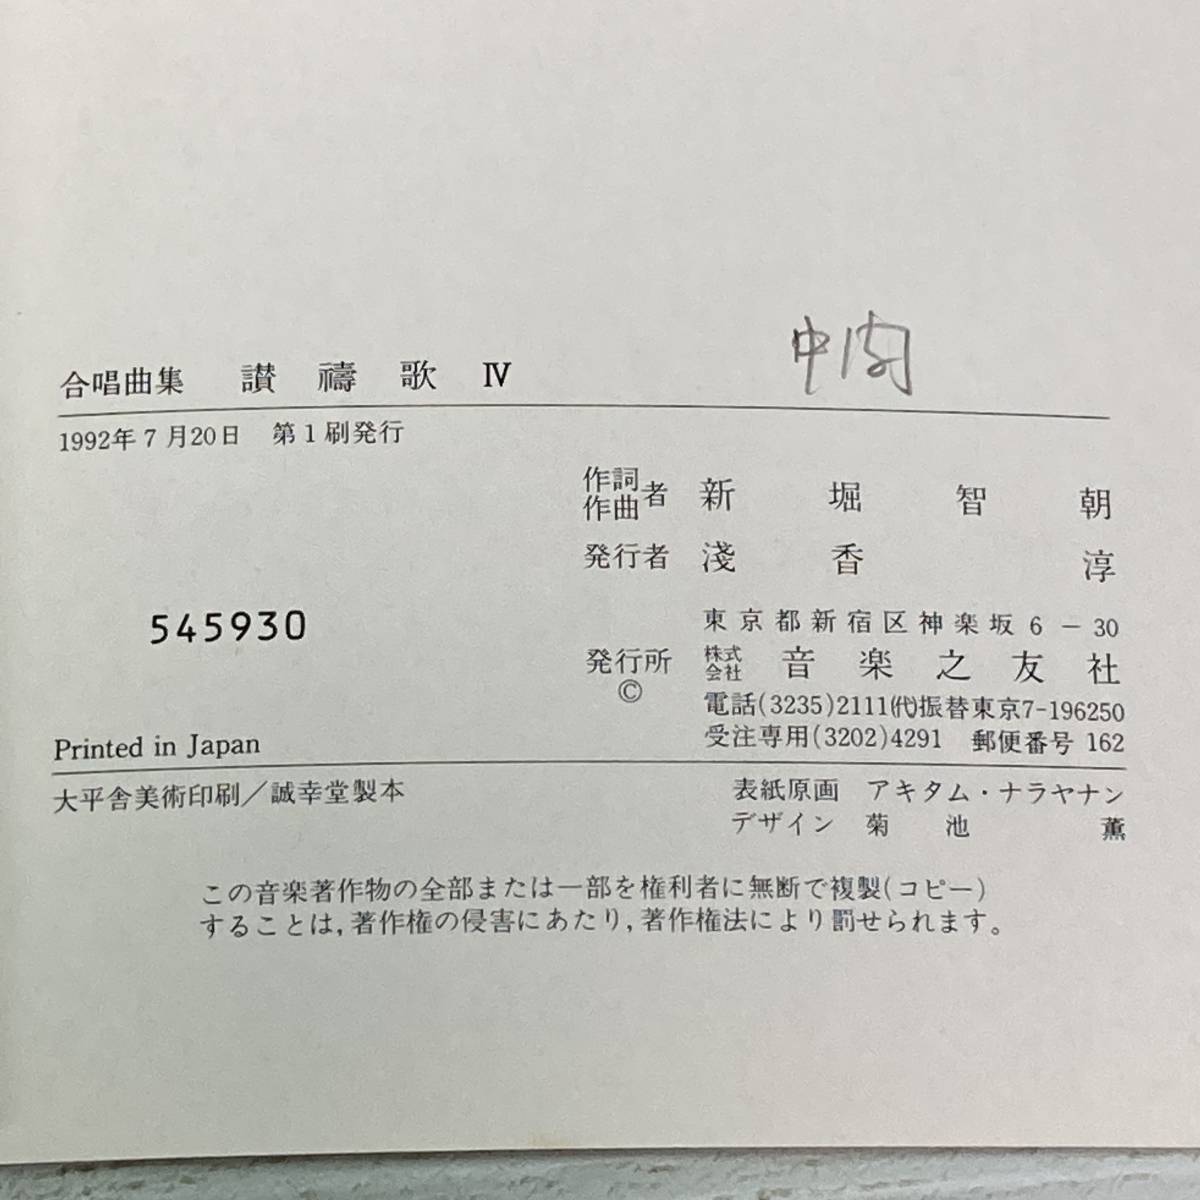 合唱曲集 讃禱歌 Ⅳ
1992年7月20日 第1刷発行
作詞
作曲者 新堀智朝
発行者 淺香淳
545930
東京都新宿区神楽坂6－30
発行所 株式会社 音楽之友社
©
電話(3235)2111(代)振替東京7-196250
受注専用(3202)4291 郵便番号 162
Printed in Japan
大平舎美術印刷／誠幸堂製本
表紙原画 アキタム・ナラヤナン
デザイン 菊池薫
この音楽著作物の全部または一部を権利者に無断で複製(コピー)
することは,著作権の侵害にあたり,著作権法により罰せられます。